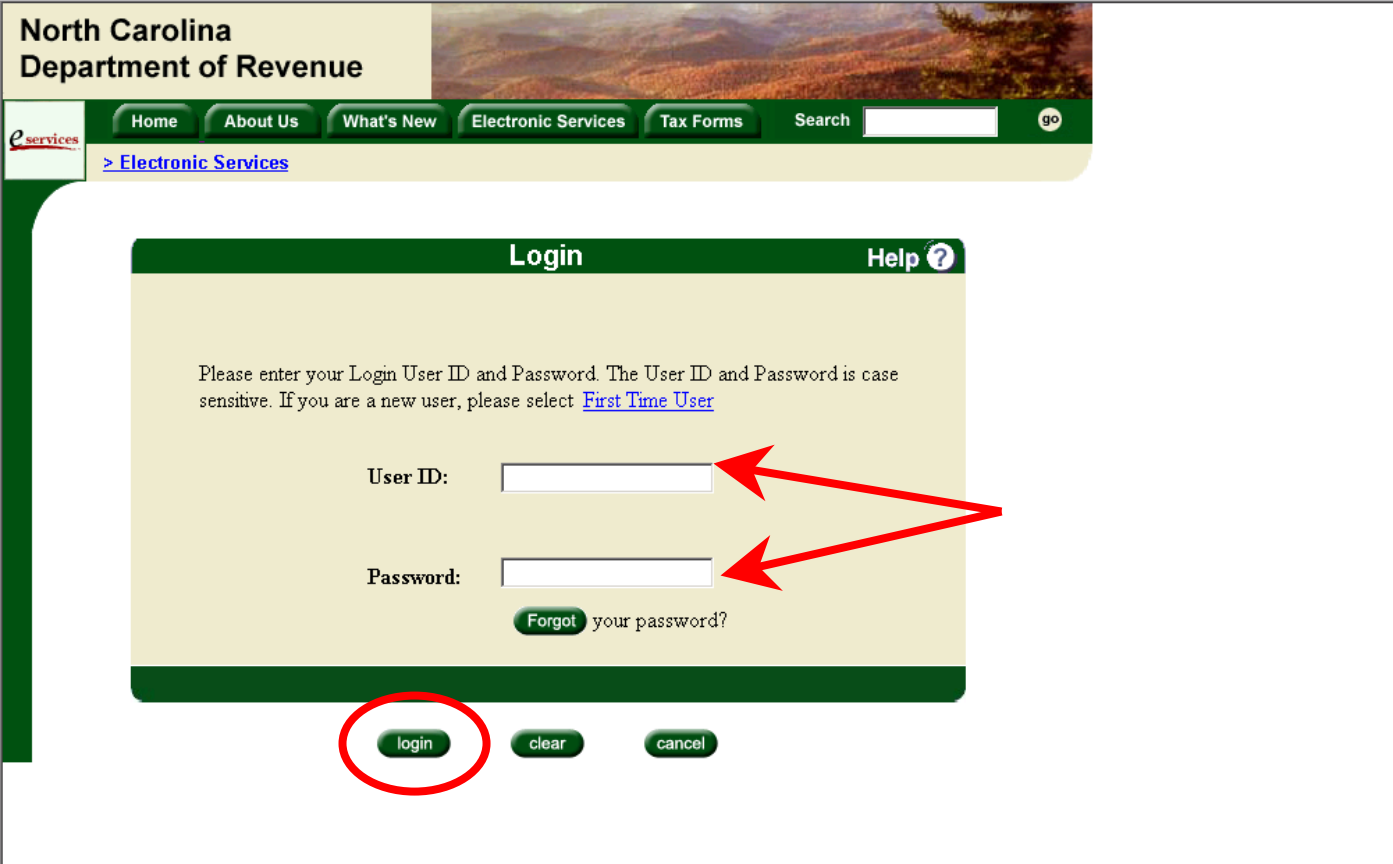 North Carolina
Department of Revenue
e services
Home About Us What's New Electronic Services Tax Forms Search go
> Electronic Services
Login Help ?
Please enter your Login User ID and Password. The User ID and Password is case
sensitive. If you are a new user, please select First Time User
User ID:
Password:
Forgot your password?
login clear cancel